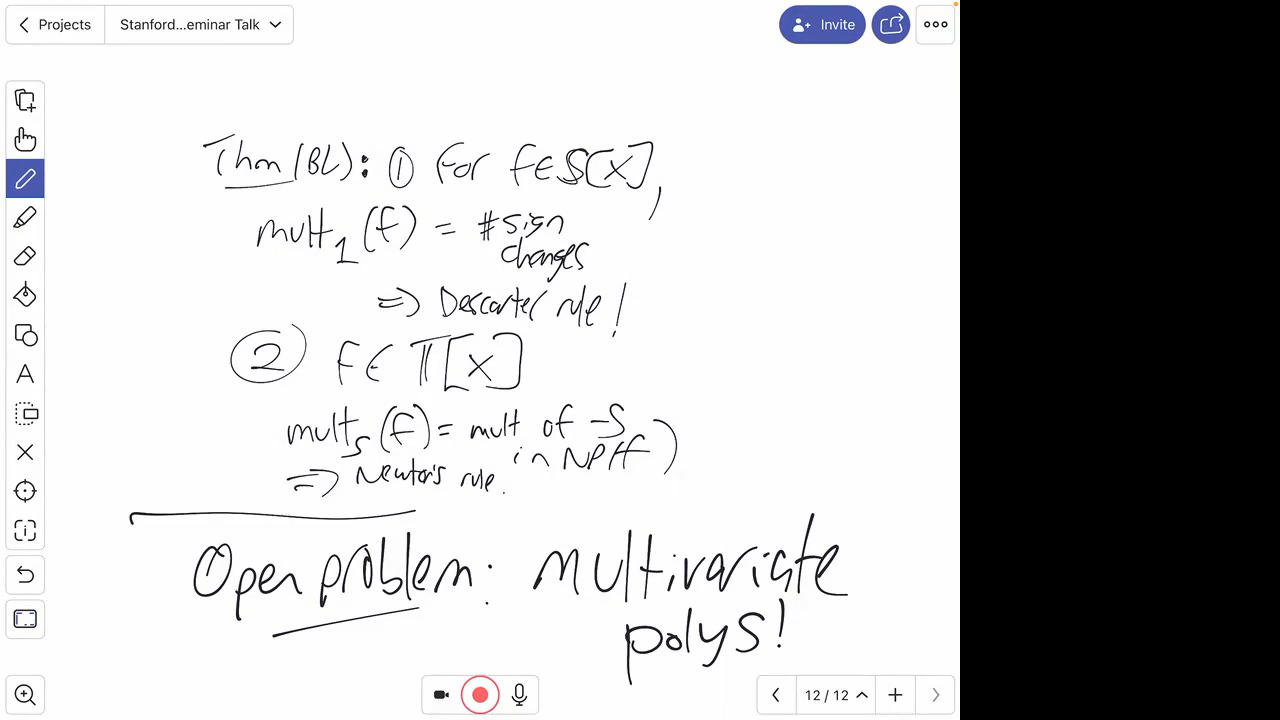 Projects
Stanford...eminar Talk
Invite
Thm (BL): ① For f∈S[X],
mult₁(f) = #sign
changes
⇒ Descartes' rule!
② f∈𝕋[X]
mult_s(f) = mult of -S
in NP(f)
⇒ Newton's rule.
Open problem: multivariate
polys!
12 / 12